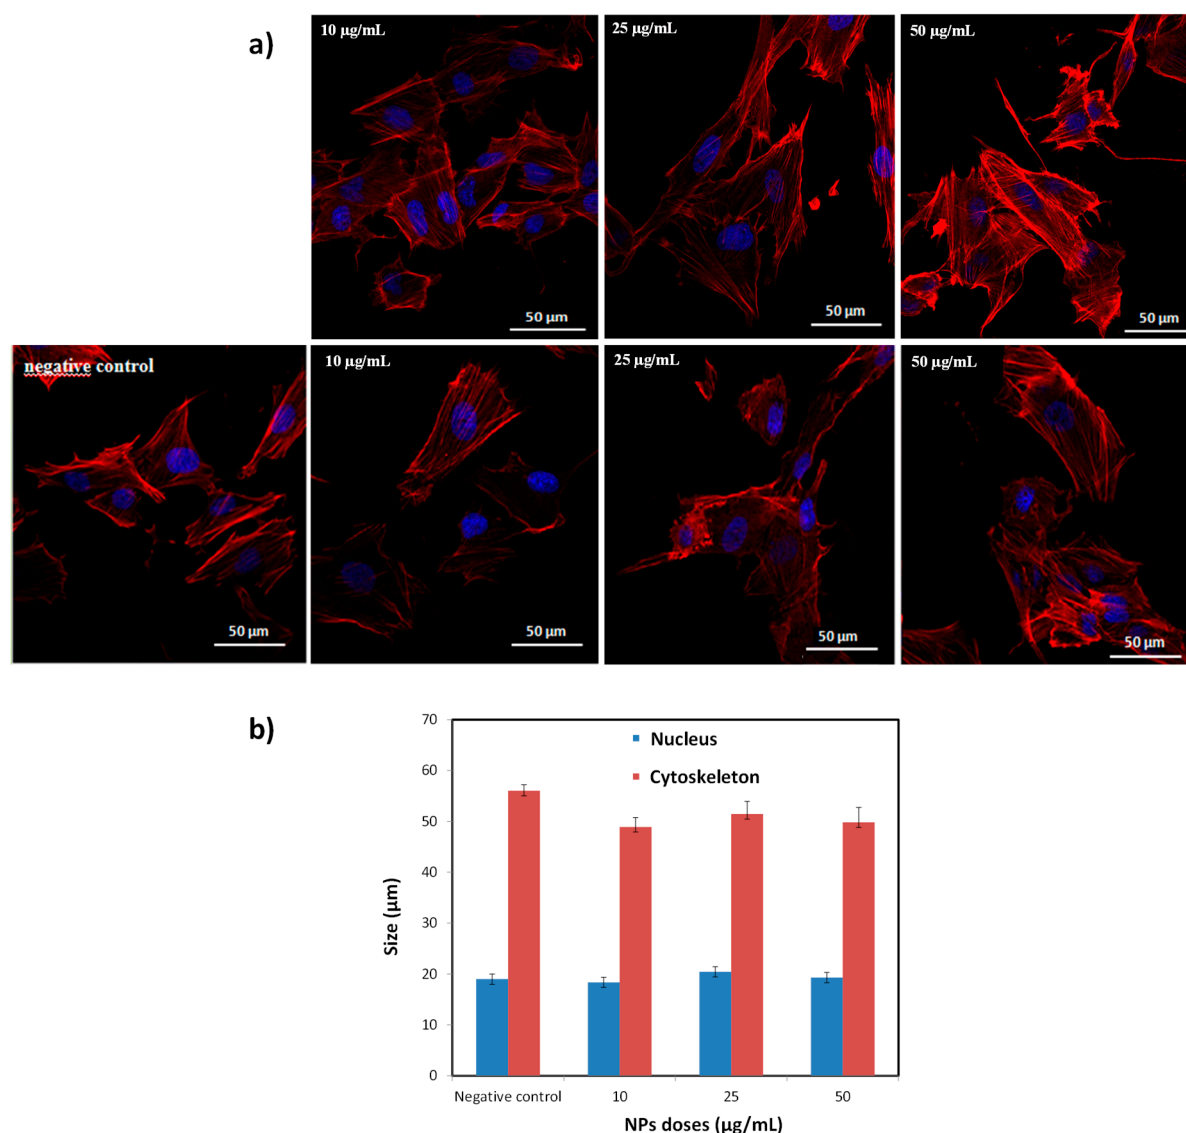 a)
10 µg/mL
25 µg/mL
50 µg/mL
50 µm
50 µm
50 µm
negative control
10 µg/mL
25 µg/mL
50 µg/mL
50 µm
50 µm
50 µm
50 µm
b)
70
60
50
40
30
20
10
0
Size (µm)
Nucleus
Cytoskeleton
Negative control
10
25
50
NPs doses (µg/mL)